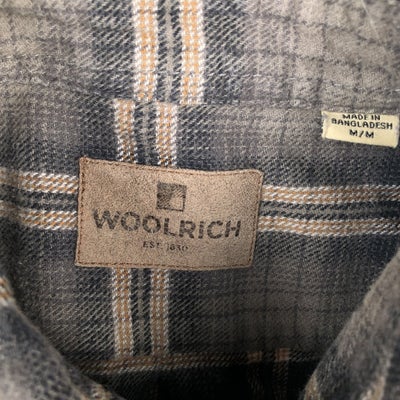 WOOLRICH
EST. 1830
MADE IN
BANGLADESH
M/M